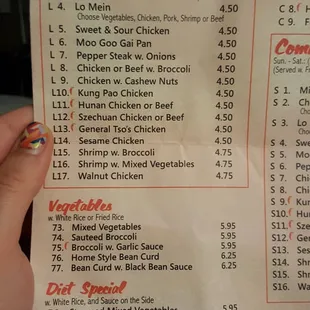 L 4. Lo Mein 4.50
Choose Vegetables, Chicken, Pork, Shrimp or Beef
L 5. Sweet & Sour Chicken 4.50
L 6. Moo Goo Gai Pan 4.50
L 7. Pepper Steak w. Onions 4.50
L 8. Chicken or Beef w. Broccoli 4.50
L 9. Chicken w. Cashew Nuts 4.50
L10. Kung Pao Chicken 4.50
L11. Hunan Chicken or Beef 4.50
L12. Szechuan Chicken or Beef 4.50
L13. General Tso's Chicken 4.50
L14. Sesame Chicken 4.50
L15. Shrimp w. Broccoli 4.75
L16. Shrimp w. Mixed Vegetables 4.75
L17. Walnut Chicken 4.75
Vegetables
w. White Rice or Fried Rice
73. Mixed Vegetables 5.95
74. Sauteed Broccoli 5.95
75. Broccoli w. Garlic Sauce 5.95
76. Home Style Bean Curd 6.25
77. Bean Curd w. Black Bean Sauce 6.25
Diet Special
w. White Rice, and Sauce on the Side
Mixed Vegetables 5.95
C 8.
C 9.
Com
Sun. - Sat.:
(Served w.
S 1.
S 2.
S 3.
S 4.
S 5.
S 6.
S 7.
S 8.
S 9.
S10.
S11.
S12.
S13.
S14.
S15.
S16.